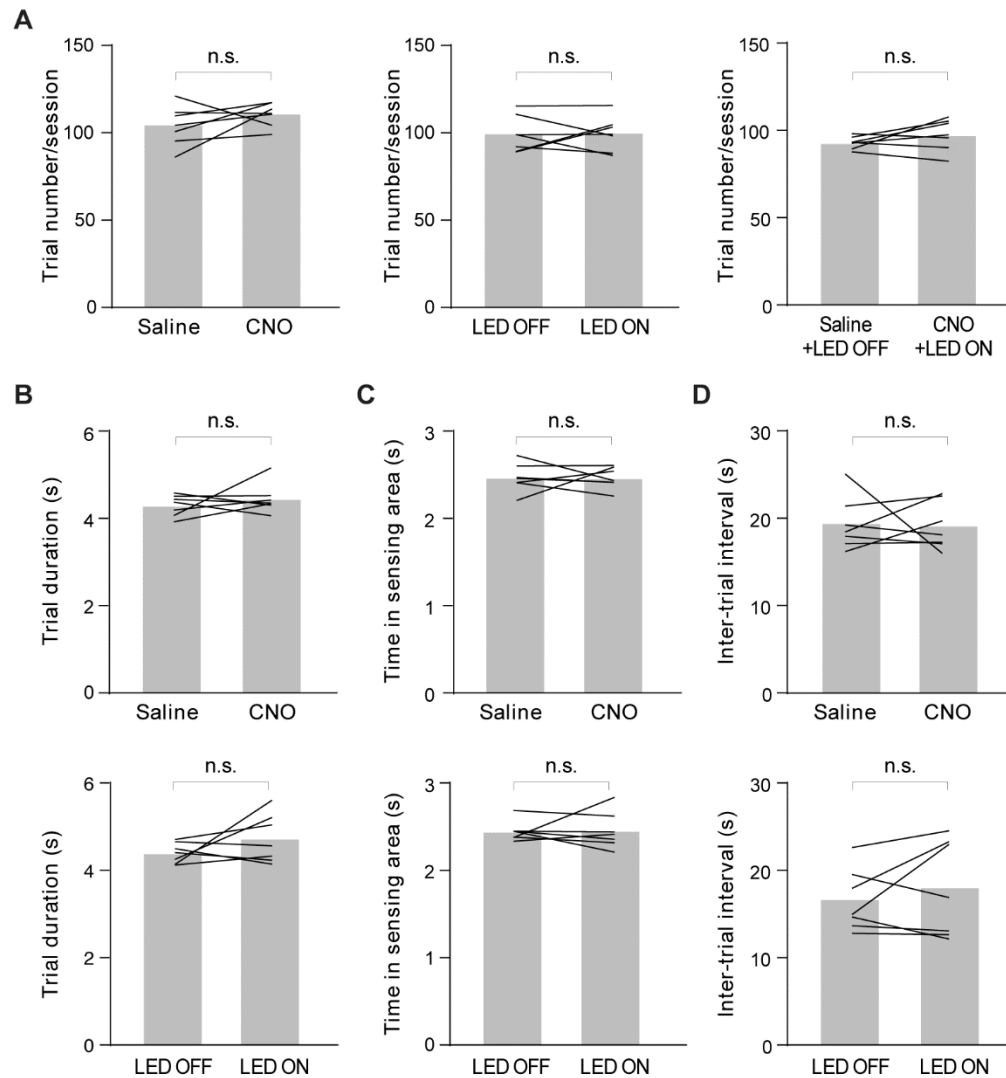 A
Trial number/session
150
100
50
0
n.s.
Saline
CNO
Trial number/session
150
100
50
0
n.s.
LED OFF
LED ON
Trial number/session
150
100
50
0
n.s.
Saline
+LED OFF
CNO
+LED ON
B
Trial duration (s)
6
4
2
0
n.s.
Saline
CNO
C
Time in sensing area (s)
3
2
1
0
n.s.
Saline
CNO
D
Inter-trial interval (s)
30
20
10
0
n.s.
Saline
CNO
Trial duration (s)
6
4
2
0
n.s.
LED OFF
LED ON
Time in sensing area (s)
3
2
1
0
n.s.
LED OFF
LED ON
Inter-trial interval (s)
30
20
10
0
n.s.
LED OFF
LED ON